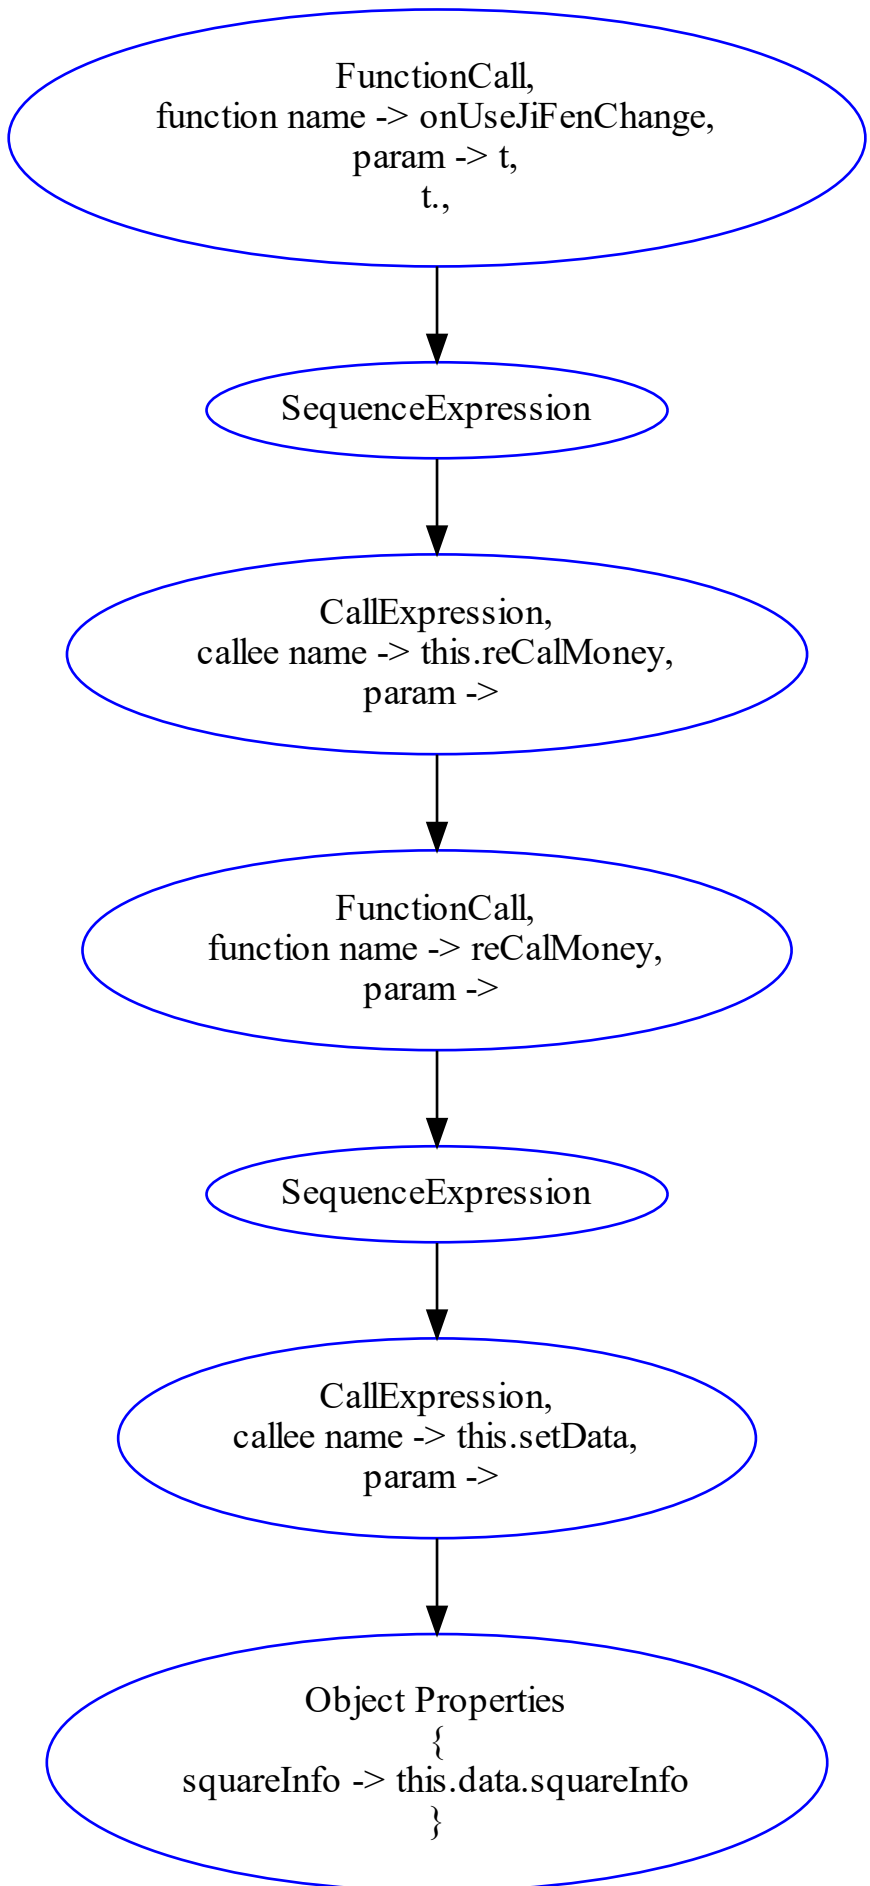 FunctionCall,
function name -> onUseJiFenChange,
param -> t,
t.,
SequenceExpression
CallExpression,
callee name -> this.reCalMoney,
param ->
FunctionCall,
function name -> reCalMoney,
param ->
SequenceExpression
CallExpression,
callee name -> this.setData,
param ->
Object Properties
{
squareInfo -> this.data.squareInfo
}